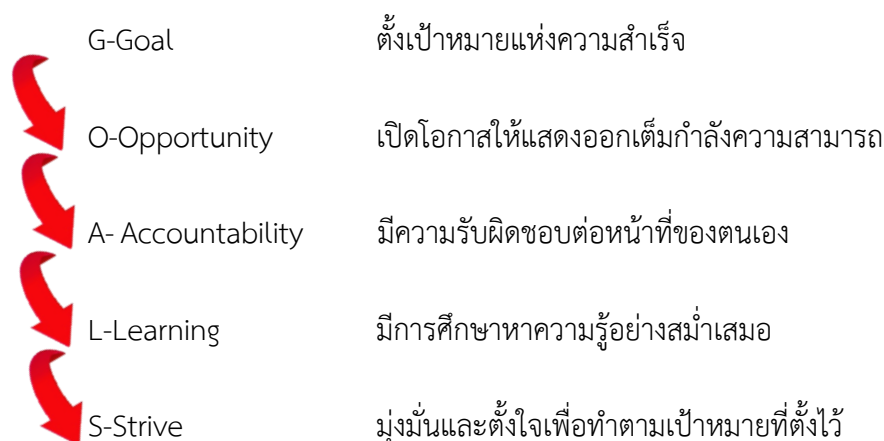 G-Goal ตั้งเป้าหมายแห่งความสำเร็จ
O-Opportunity เปิดโอกาสให้แสดงออกเต็มกำลังความสามารถ
A- Accountability มีความรับผิดชอบต่อหน้าที่ของตนเอง
L-Learning มีการศึกษาหาความรู้อย่างสม่ำเสมอ
S-Strive มุ่งมั่นและตั้งใจเพื่อทำตามเป้าหมายที่ตั้งไว้